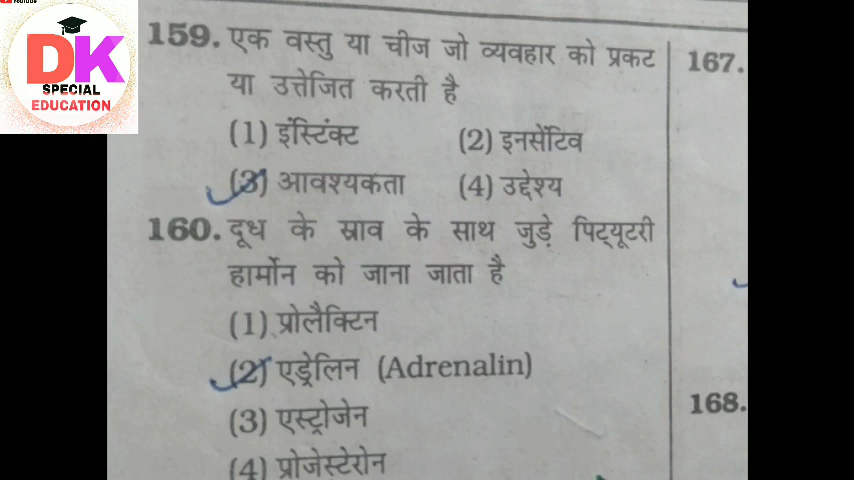 YouTube
DK
SPECIAL
EDUCATION
159. एक वस्तु या चीज जो व्यवहार को प्रकट
या उत्तेजित करती है
(1) इंस्टिंक्ट (2) इनसेंटिव
(3) आवश्यकता (4) उद्देश्य
160. दूध के स्राव के साथ जुड़े पिट्यूटरी
हार्मोन को जाना जाता है
(1) प्रोलैक्टिन
(2) एड्रेलिन (Adrenalin)
(3) एस्ट्रोजेन
(4) प्रोजेस्टेरोन
167.
168.